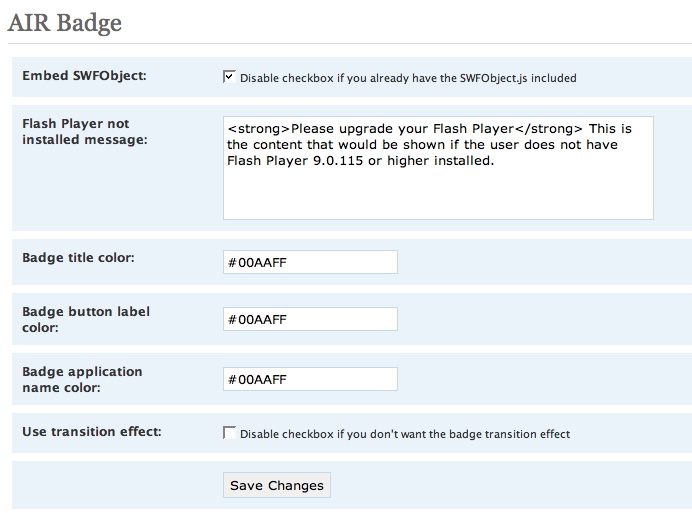 AIR Badge
Embed SWFObject:
Disable checkbox if you already have the SWFObject.js included
Flash Player not
installed message:
<strong>Please upgrade your Flash Player</strong> This is
the content that would be shown if the user does not have
Flash Player 9.0.115 or higher installed.
Badge title color:
#00AAFF
Badge button label
color:
#00AAFF
Badge application
name color:
#00AAFF
Use transition effect:
Disable checkbox if you don't want the badge transition effect
Save Changes